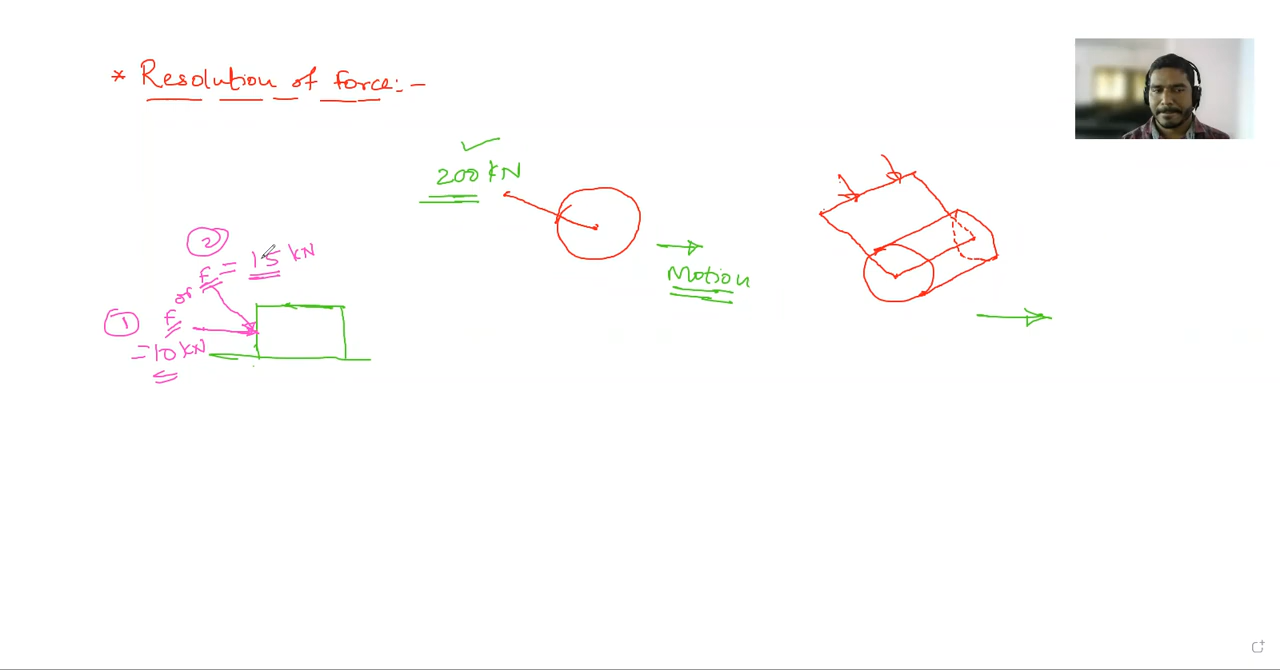 * Resolution of force:-
200 KN
Motion
2
f = 15 KN
or
1
f
= 10 KN